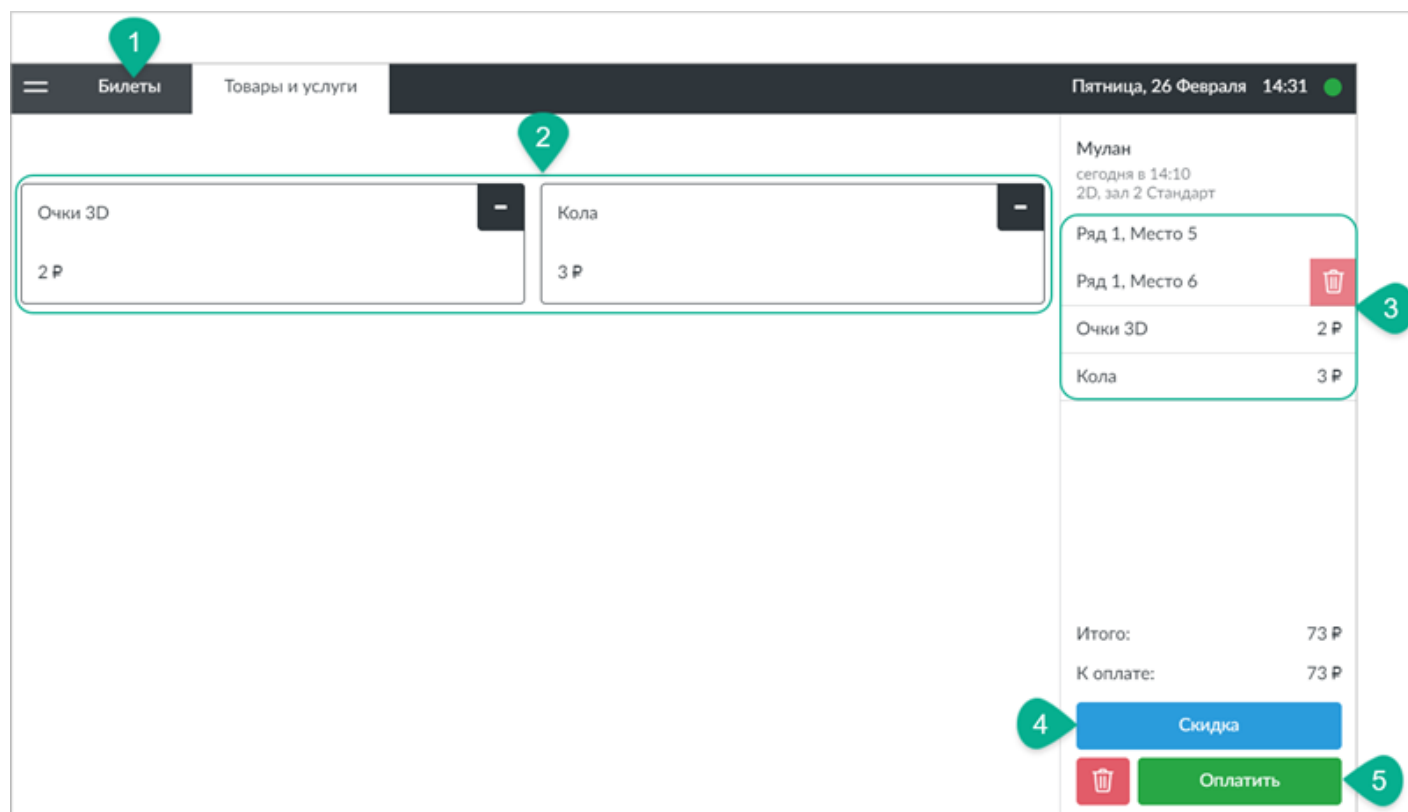 1
Билеты Товары и услуги Пятница, 26 Февраля 14:31
2
Очки 3D
2 ₽
Кола
3 ₽
Мулан
сегодня в 14:10
2D, зал 2 Стандарт
Ряд 1, Место 5
Ряд 1, Место 6
3
Очки 3D 2 ₽
Кола 3 ₽
Итого: 73 ₽
К оплате: 73 ₽
4
Скидка
Оплатить
5